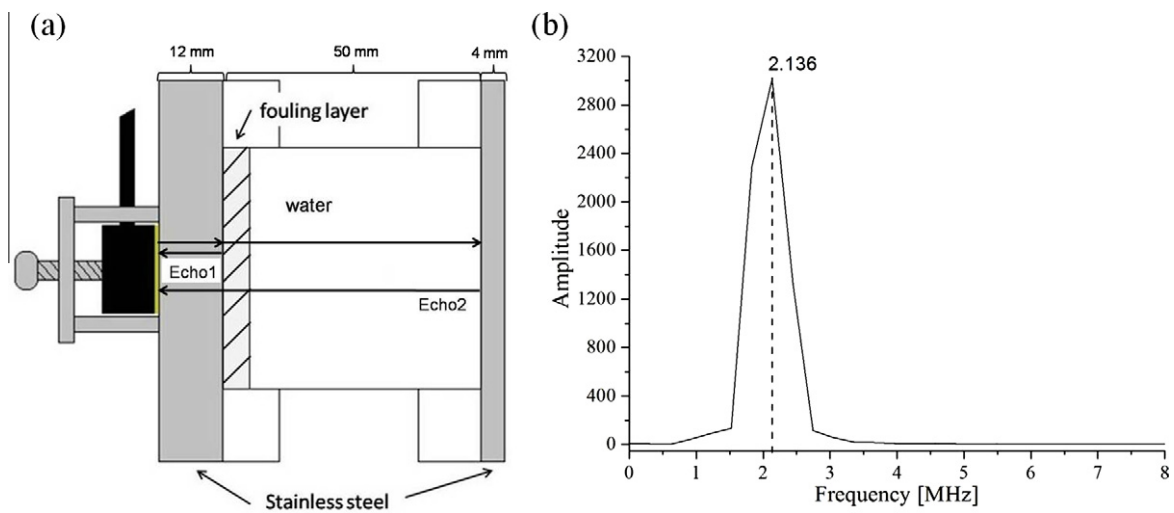 (a)
12 mm 50 mm 4 mm
fouling layer
water
Echo1
Echo2
Stainless steel
(b)
2.136
3200
2800
2400
2000
1600
1200
800
400
0
Amplitude
0 1 2 3 4 5 6 7 8
Frequency [MHz]